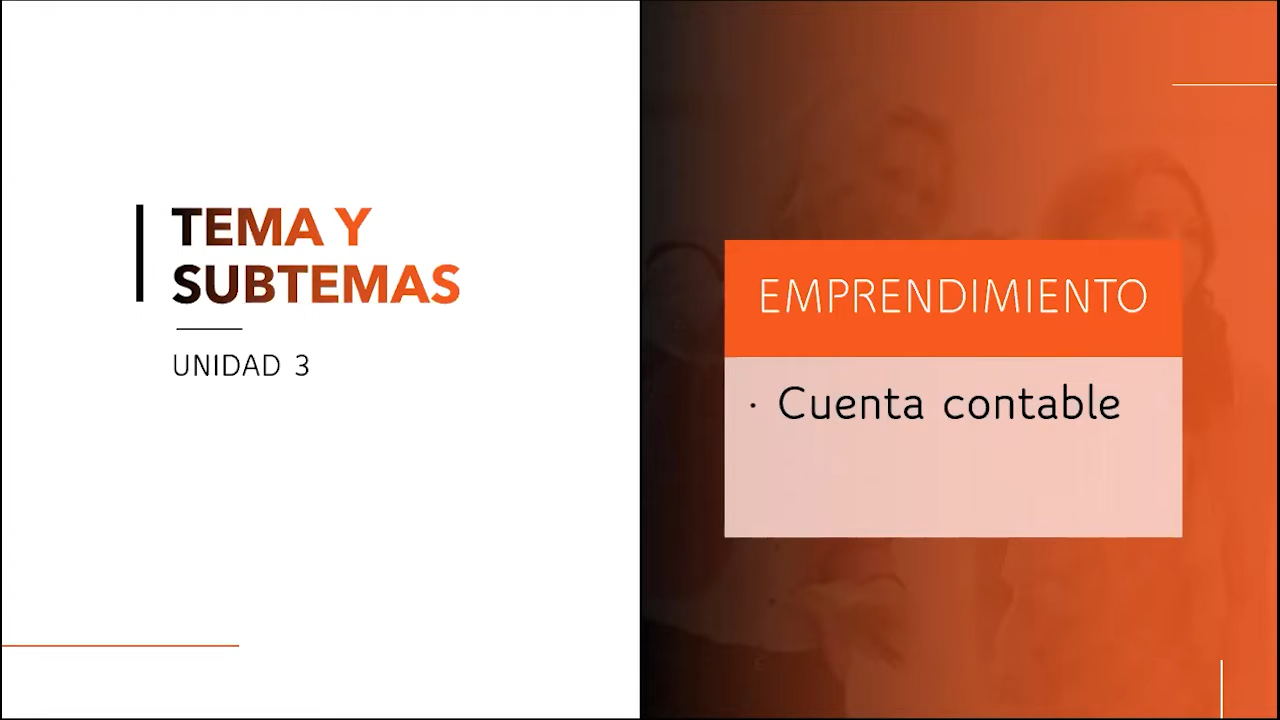 TEMA Y
SUBTEMAS
UNIDAD 3
EMPRENDIMIENTO
· Cuenta contable